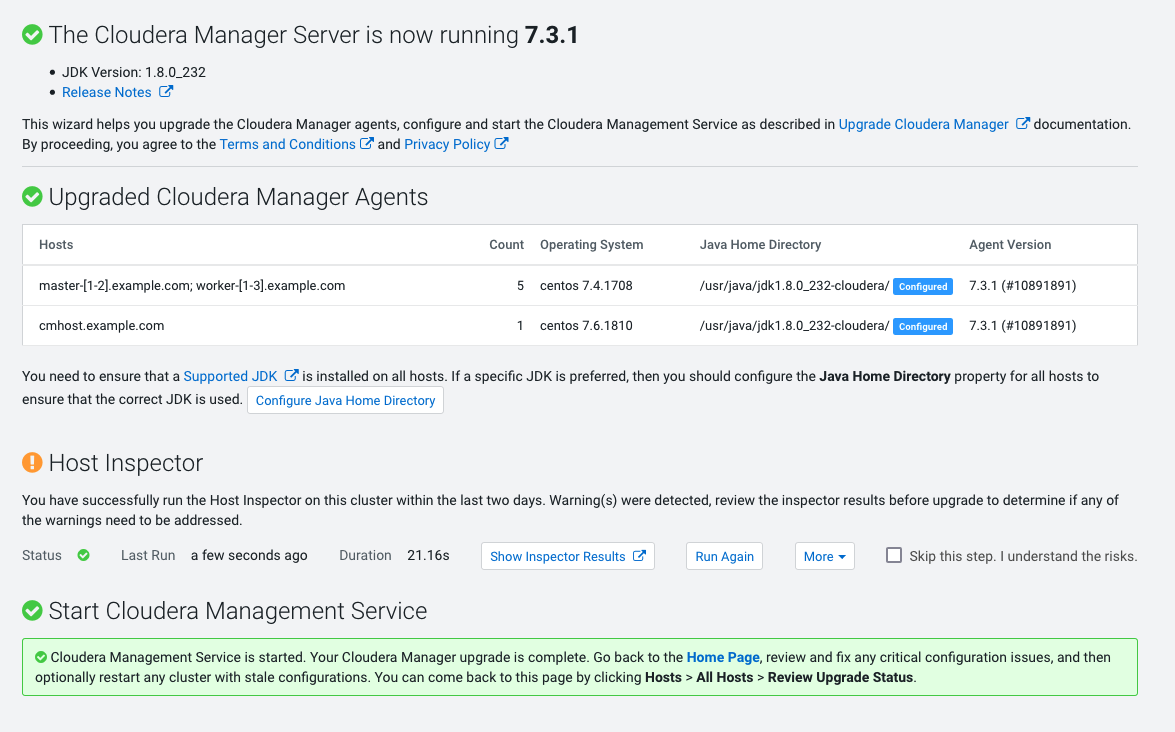 The Cloudera Manager Server is now running 7.3.1
JDK Version: 1.8.0_232
Release Notes
This wizard helps you upgrade the Cloudera Manager agents, configure and start the Cloudera Management Service as described in Upgrade Cloudera Manager documentation.
By proceeding, you agree to the Terms and Conditions and Privacy Policy
Upgraded Cloudera Manager Agents
Hosts Count Operating System Java Home Directory Agent Version
master-[1-2].example.com; worker-[1-3].example.com 5 centos 7.4.1708 /usr/java/jdk1.8.0_232-cloudera/ Configured 7.3.1 (#10891891)
cmhost.example.com 1 centos 7.6.1810 /usr/java/jdk1.8.0_232-cloudera/ Configured 7.3.1 (#10891891)
You need to ensure that a Supported JDK is installed on all hosts. If a specific JDK is preferred, then you should configure the Java Home Directory property for all hosts to
ensure that the correct JDK is used. Configure Java Home Directory
Host Inspector
You have successfully run the Host Inspector on this cluster within the last two days. Warning(s) were detected, review the inspector results before upgrade to determine if any of
the warnings need to be addressed.
Status Last Run a few seconds ago Duration 21.16s Show Inspector Results Run Again More Skip this step. I understand the risks.
Start Cloudera Management Service
Cloudera Management Service is started. Your Cloudera Manager upgrade is complete. Go back to the Home Page, review and fix any critical configuration issues, and then
optionally restart any cluster with stale configurations. You can come back to this page by clicking Hosts > All Hosts > Review Upgrade Status.